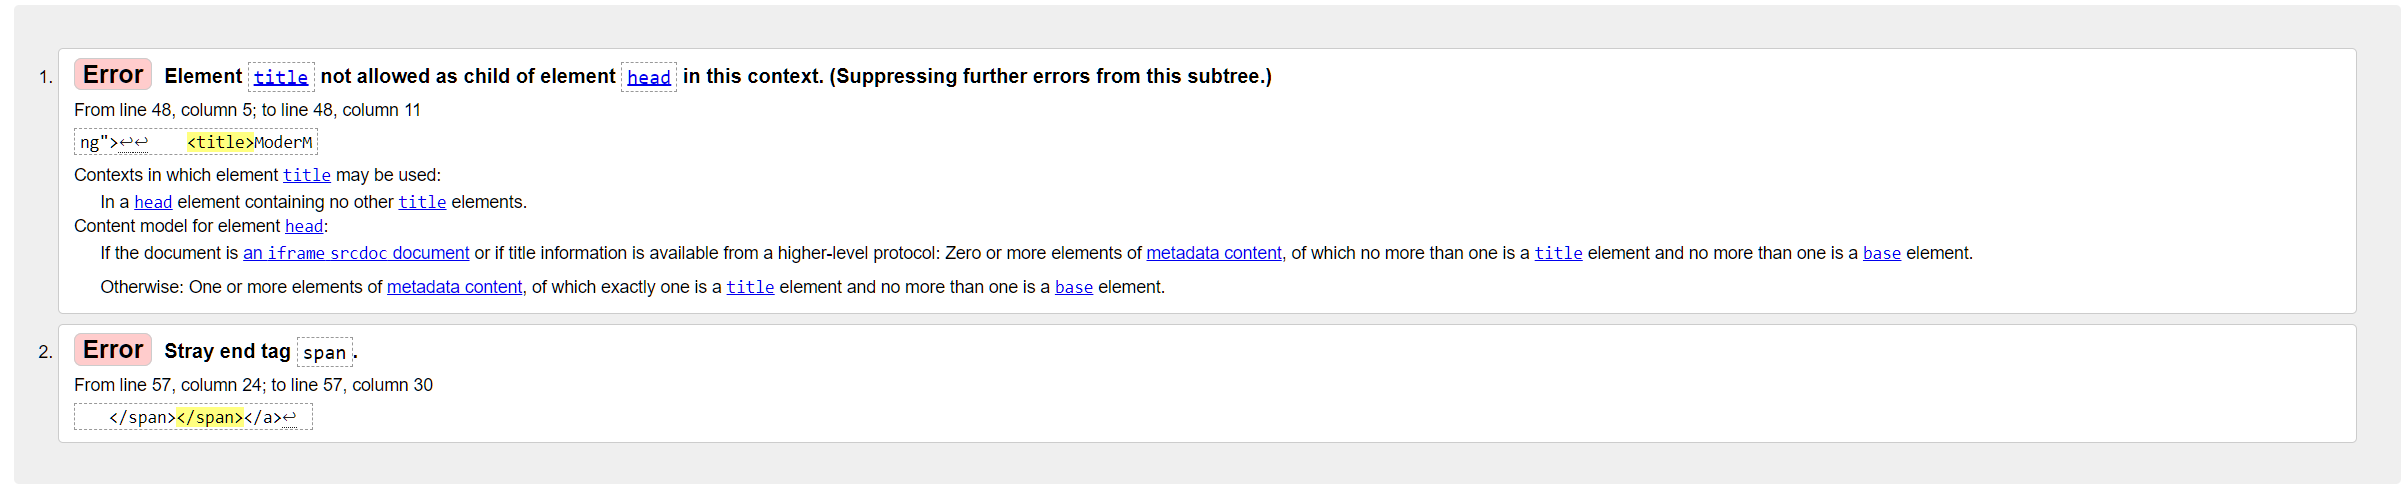 1. Error Element title not allowed as child of element head in this context. (Suppressing further errors from this subtree.)
From line 48, column 5; to line 48, column 11
ng">↩↩    <title>ModerM
Contexts in which element title may be used:
In a head element containing no other title elements.
Content model for element head:
If the document is an iframe srcdoc document or if title information is available from a higher-level protocol: Zero or more elements of metadata content, of which no more than one is a title element and no more than one is a base element.
Otherwise: One or more elements of metadata content, of which exactly one is a title element and no more than one is a base element.
2. Error Stray end tag span.
From line 57, column 24; to line 57, column 30
</span></span></a>↩